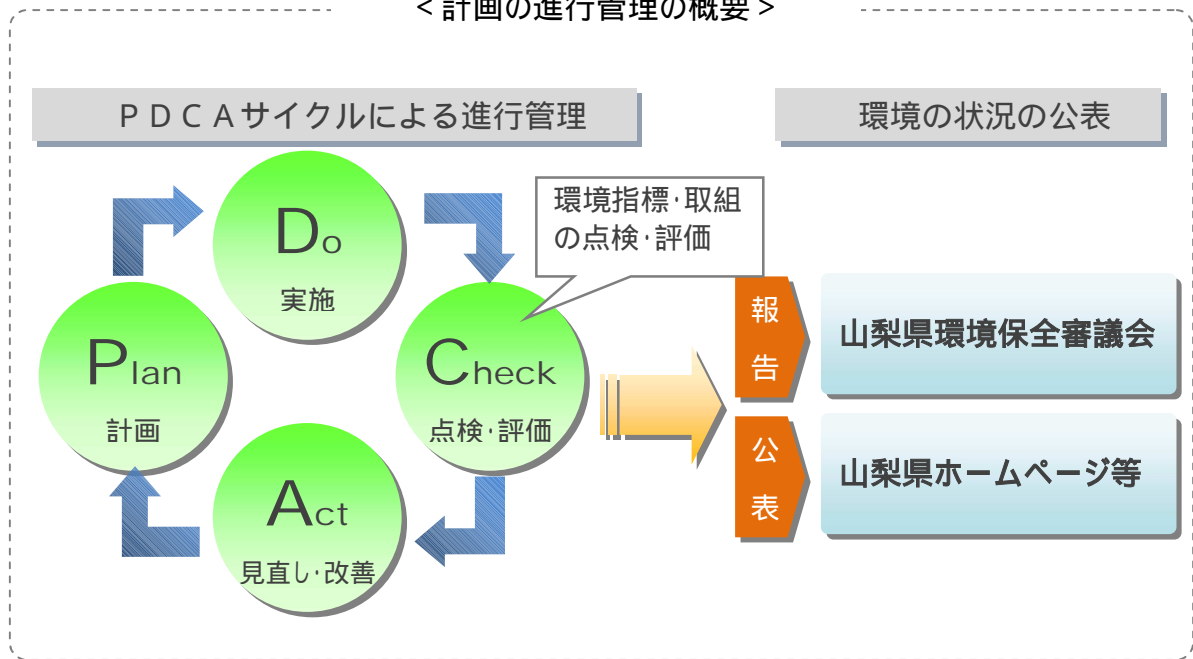 <計画の進行管理の概要>
ＰＤＣＡサイクルによる進行管理
環境の状況の公表
Do
実施
環境指標･取組
の点検･評価
Plan
計画
Check
点検･評価
Act
見直し･改善
報告
山梨県環境保全審議会
公表
山梨県ホームページ等